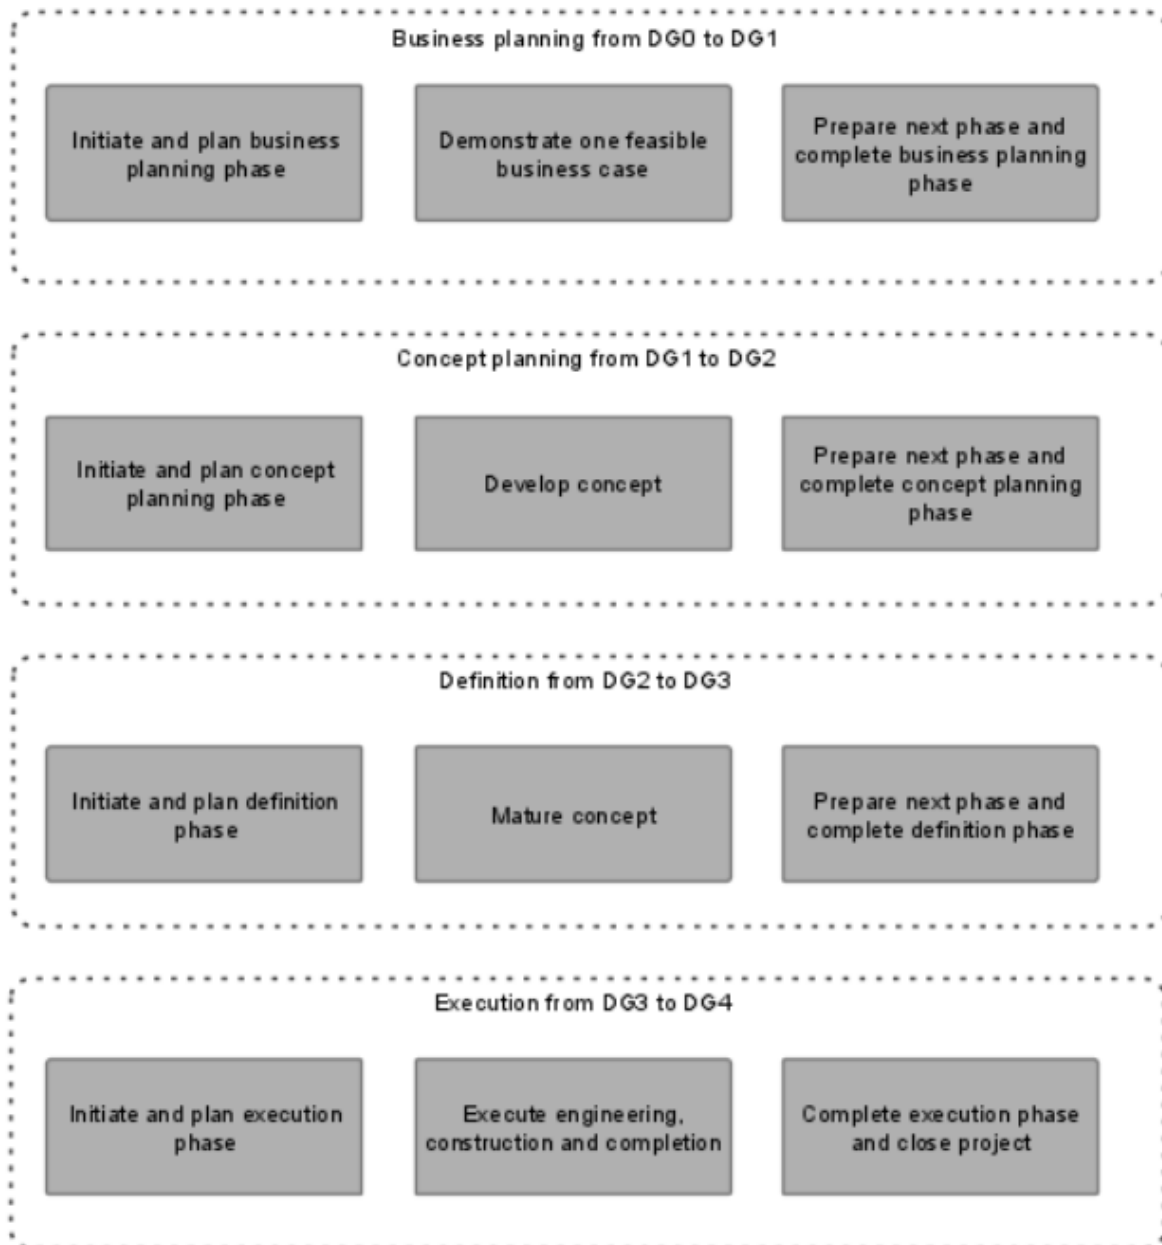 Business planning from DG0 to DG1
Initiate and plan business
planning phase
Demonstrate one feasible
business case
Prepare next phase and
complete business planning
phase
Concept planning from DG1 to DG2
Initiate and plan concept
planning phase
Develop concept
Prepare next phase and
complete concept planning
phase
Definition from DG2 to DG3
Initiate and plan definition
phase
Mature concept
Prepare next phase and
complete definition phase
Execution from DG3 to DG4
Initiate and plan execution
phase
Execute engineering,
construction and completion
Complete execution phase
and close project